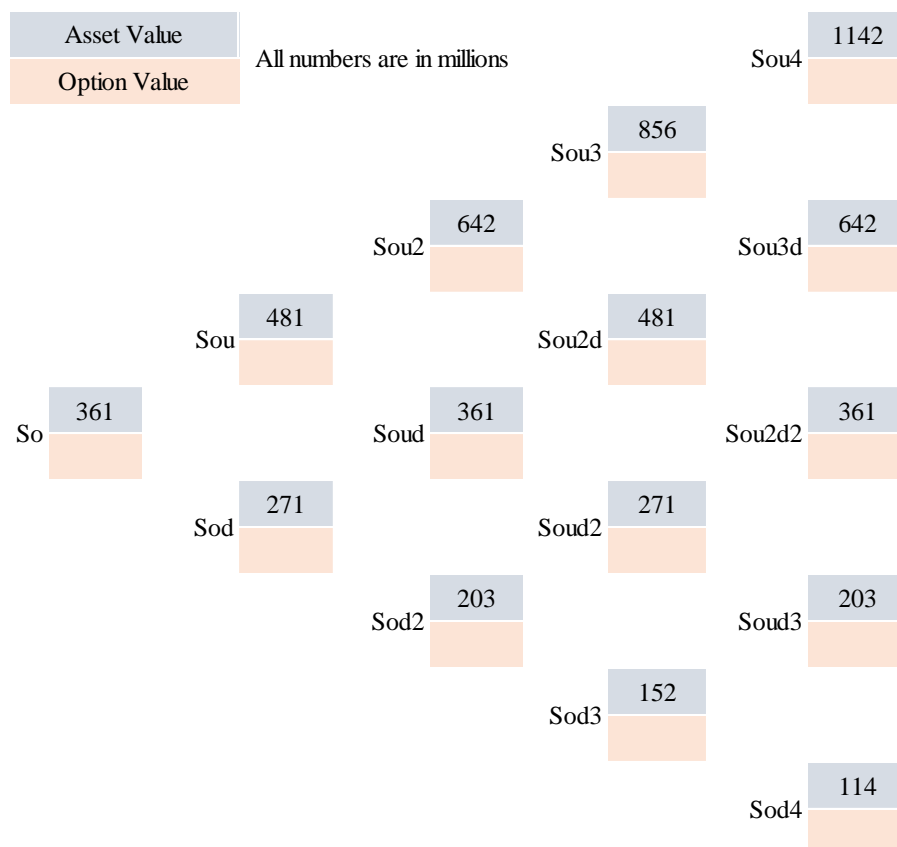 Asset Value
Option Value
All numbers are in millions
Sou4
1142
Sou3
856
Sou2
642
Sou3d
642
Sou
481
Sou2d
481
So
361
Soud
361
Sou2d2
361
Sod
271
Soud2
271
Sod2
203
Soud3
203
Sod3
152
Sod4
114